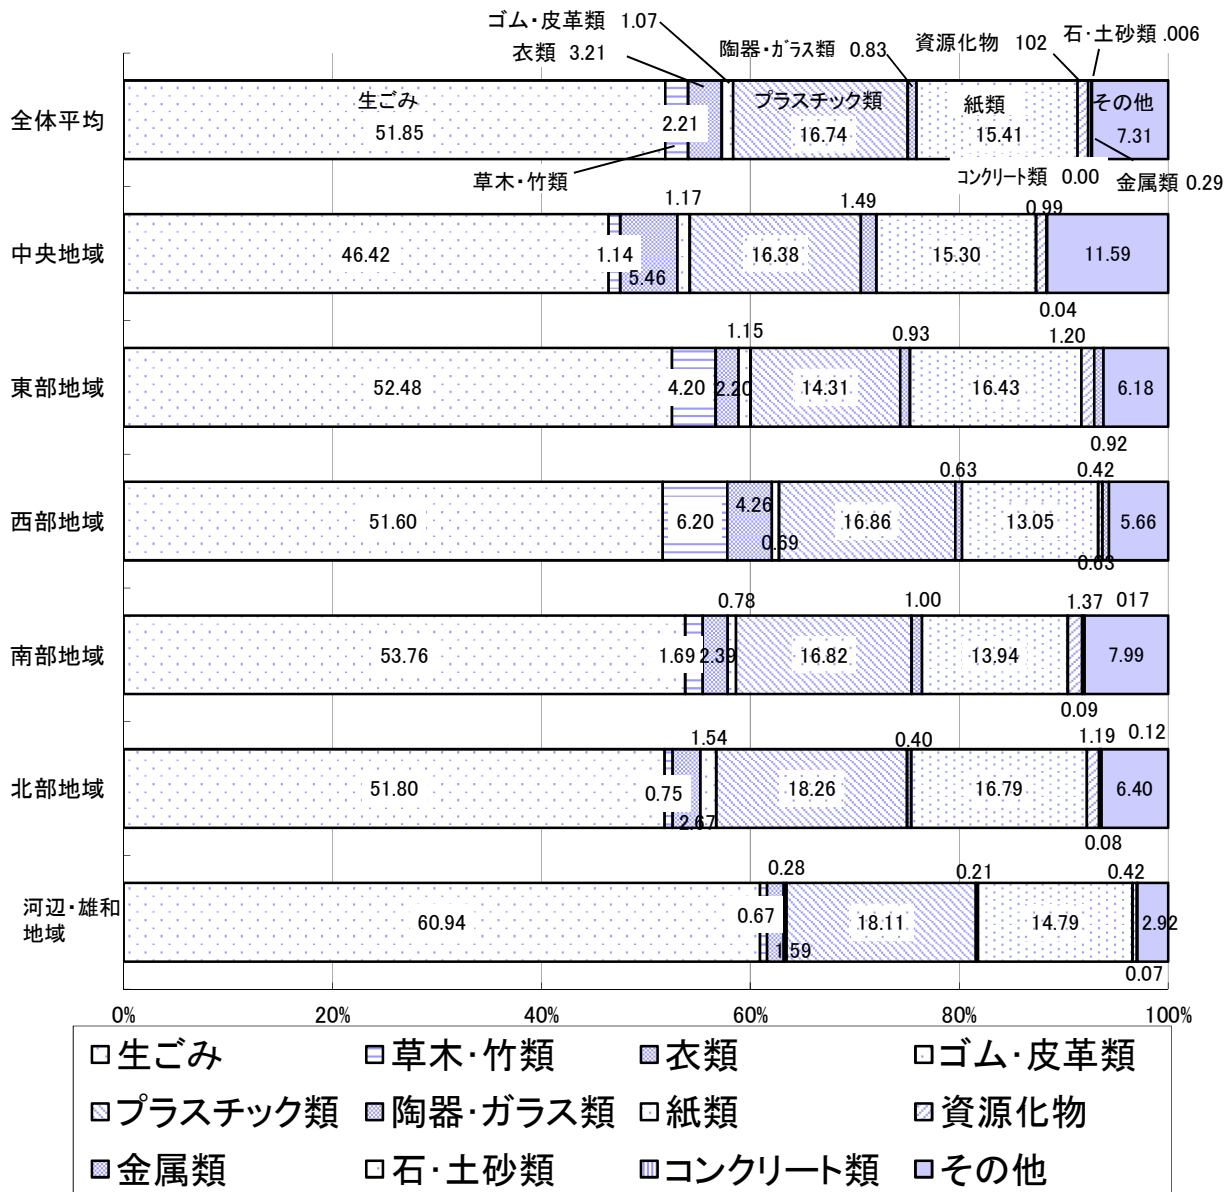 ゴム・皮革類 1.07
衣類 3.21
陶器・ガラス類 0.83
資源化物 102
石・土砂類 .006
全体平均
生ごみ
51.85
2.21
プラスチック類
16.74
紙類
15.41
その他
7.31
草木・竹類
コンクリート類 0.00
金属類 0.29
1.17
1.49
0.99
中央地域
46.42
1.14
5.46
16.38
15.30
11.59
0.04
1.15
0.93
1.20
東部地域
52.48
4.20
2.20
14.31
16.43
6.18
0.92
0.63
0.42
西部地域
51.60
6.20
4.26
0.69
16.86
13.05
5.66
0.63
0.78
1.00
1.37
017
南部地域
53.76
1.69
2.39
16.82
13.94
7.99
0.09
1.54
0.40
1.19
0.12
北部地域
51.80
0.75
2.67
18.26
16.79
6.40
0.08
0.28
0.21
0.42
河辺・雄和
地域
60.94
0.67
1.59
18.11
14.79
2.92
0.07
0% 20% 40% 60% 80% 100%
生ごみ 草木・竹類 衣類 ゴム・皮革類
プラスチック類 陶器・ガラス類 紙類 資源化物
金属類 石・土砂類 コンクリート類 その他